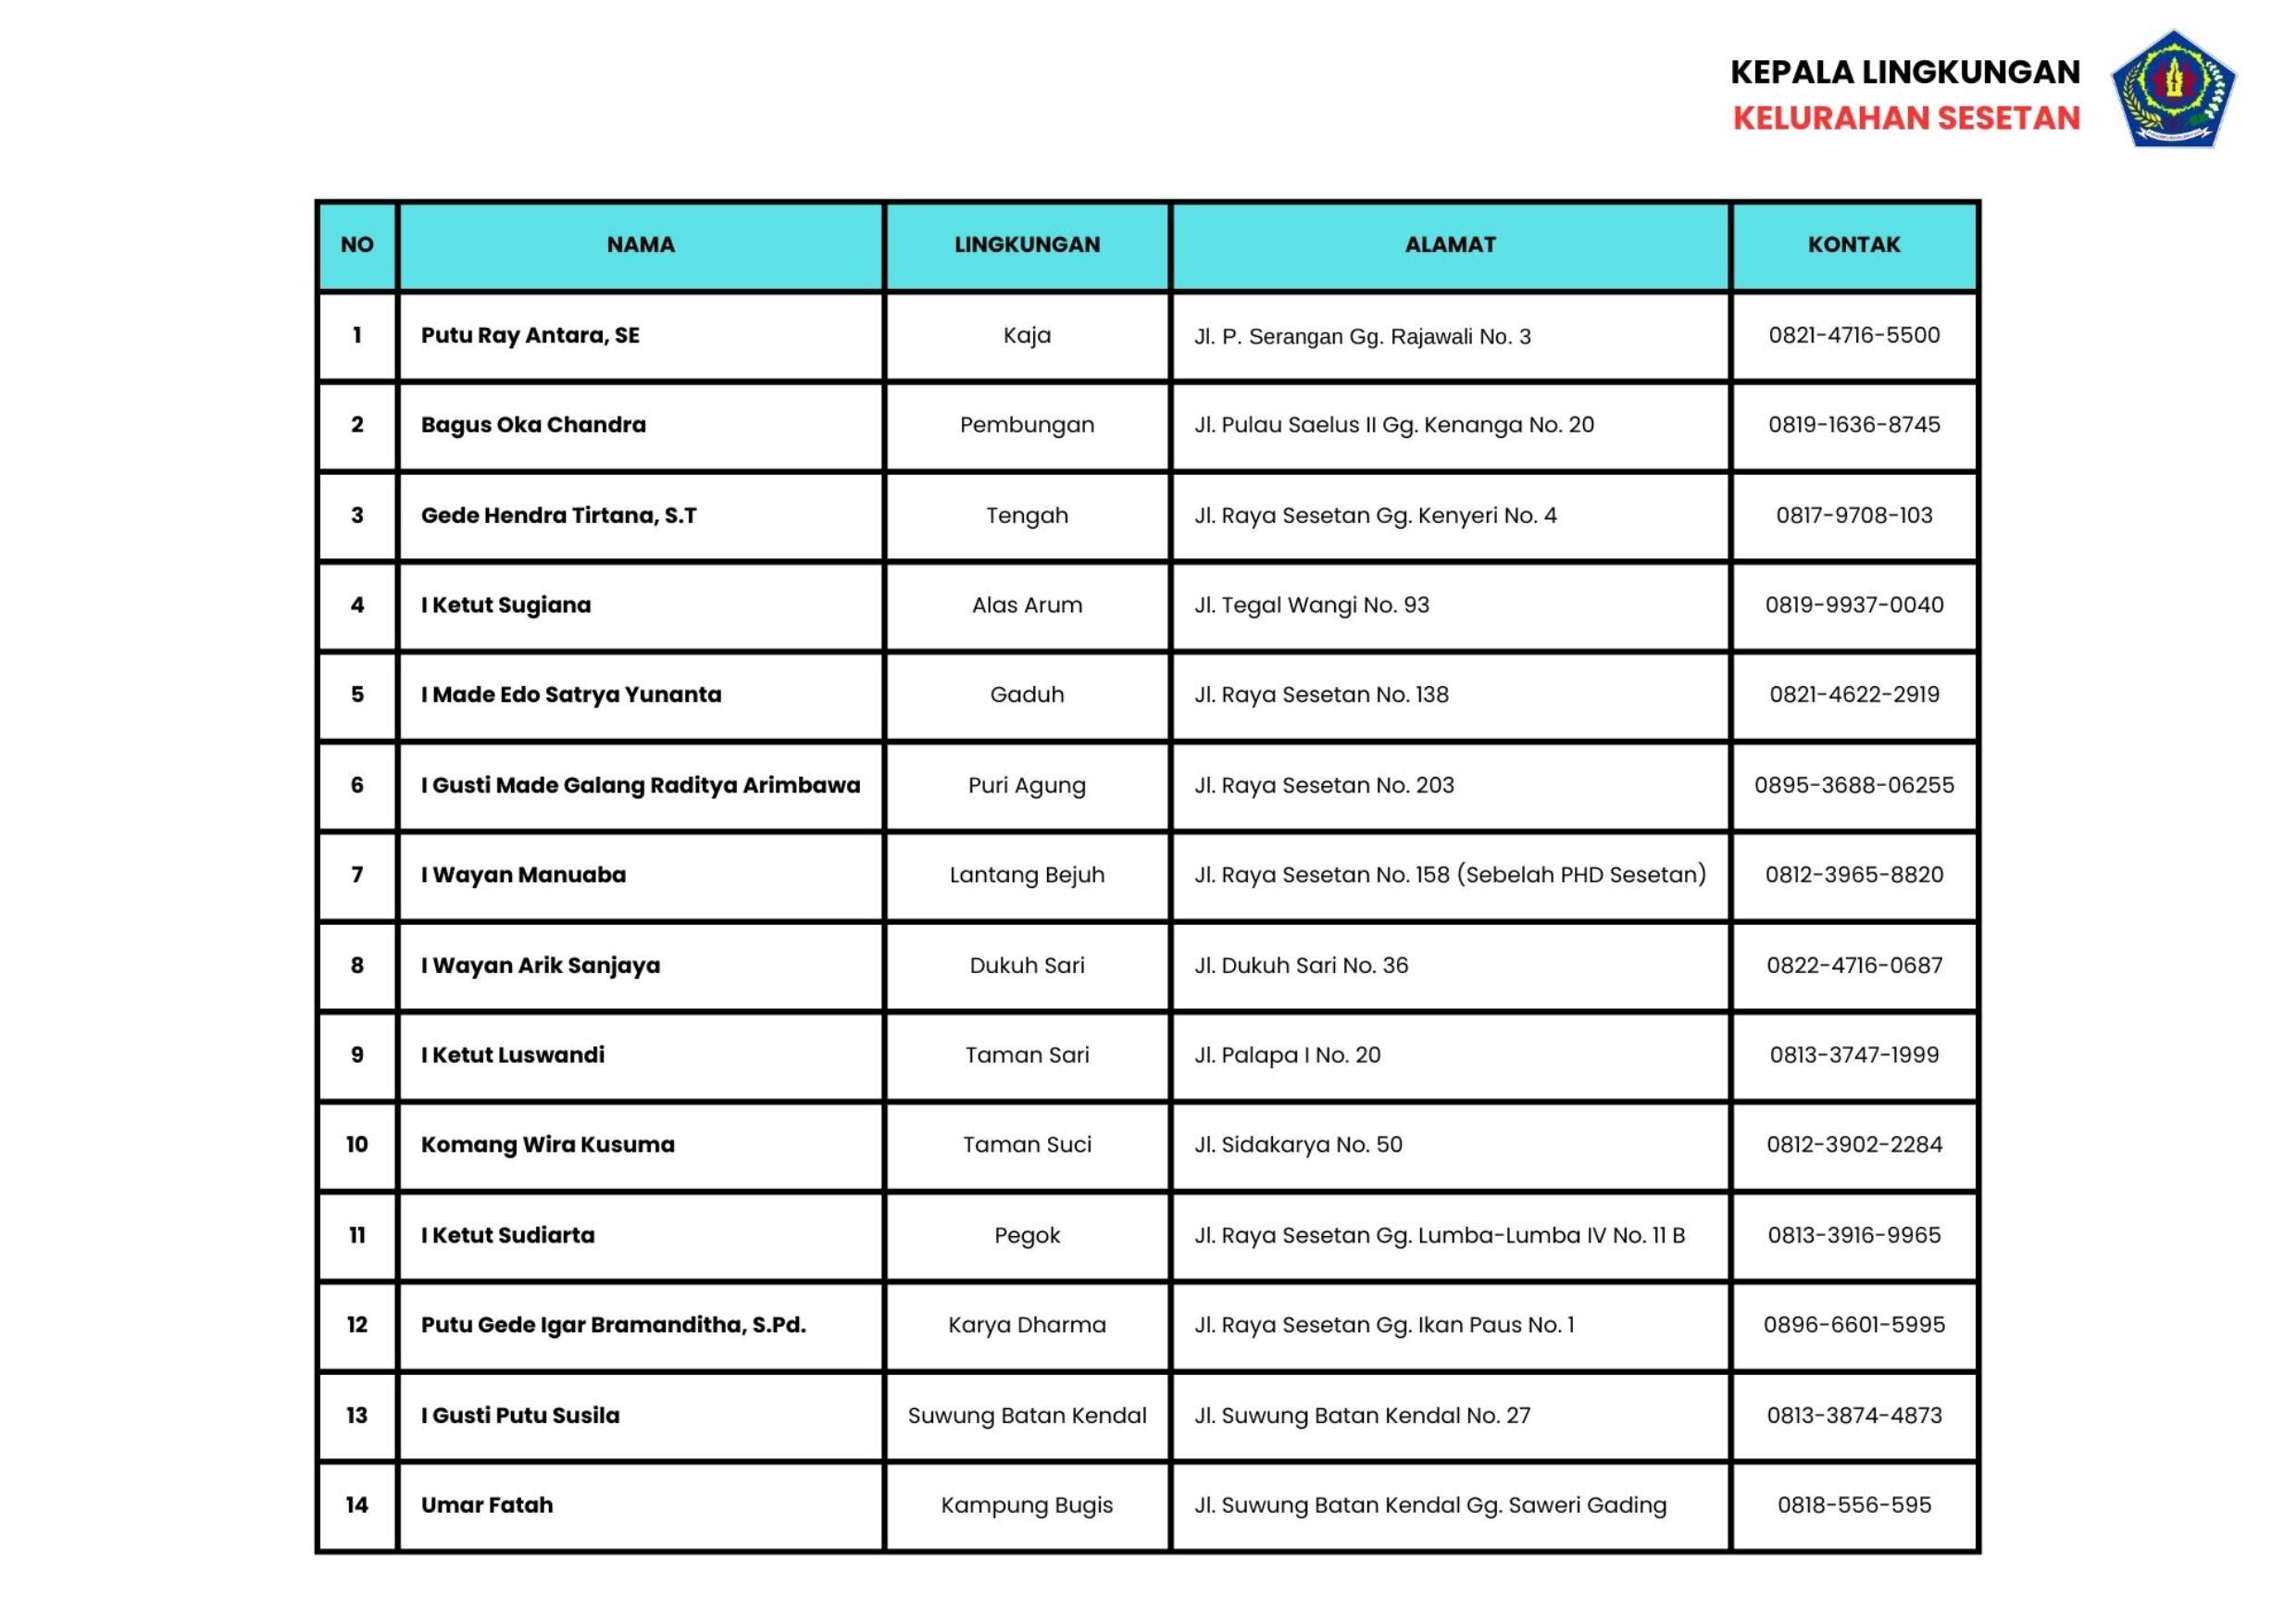 KEPALA LINGKUNGAN
KELURAHAN SESETAN
NO NAMA LINGKUNGAN ALAMAT KONTAK
1 Putu Ray Antara, SE Kaja Jl. P. Serangan Gg. Rajawali No. 3 0821-4716-5500
2 Bagus Oka Chandra Pembungan Jl. Pulau Saelus II Gg. Kenanga No. 20 0819-1636-8745
3 Gede Hendra Tirtana, S.T Tengah Jl. Raya Sesetan Gg. Kenyeri No. 4 0817-9708-103
4 I Ketut Sugiana Alas Arum Jl. Tegal Wangi No. 93 0819-9937-0040
5 I Made Edo Satrya Yunanta Gaduh Jl. Raya Sesetan No. 138 0821-4622-2919
6 I Gusti Made Galang Raditya Arimbawa Puri Agung Jl. Raya Sesetan No. 203 0895-3688-06255
7 I Wayan Manuaba Lantang Bejuh Jl. Raya Sesetan No. 158 (Sebelah PHD Sesetan) 0812-3965-8820
8 I Wayan Arik Sanjaya Dukuh Sari Jl. Dukuh Sari No. 36 0822-4716-0687
9 I Ketut Luswandi Taman Sari Jl. Palapa I No. 20 0813-3747-1999
10 Komang Wira Kusuma Taman Suci Jl. Sidakarya No. 50 0812-3902-2284
11 I Ketut Sudiarta Pegok Jl. Raya Sesetan Gg. Lumba-Lumba IV No. 11 B 0813-3916-9965
12 Putu Gede Igar Bramanditha, S.Pd. Karya Dharma Jl. Raya Sesetan Gg. Ikan Paus No. 1 0896-6601-5995
13 I Gusti Putu Susila Suwung Batan Kendal Jl. Suwung Batan Kendal No. 27 0813-3874-4873
14 Umar Fatah Kampung Bugis Jl. Suwung Batan Kendal Gg. Saweri Gading 0818-556-595